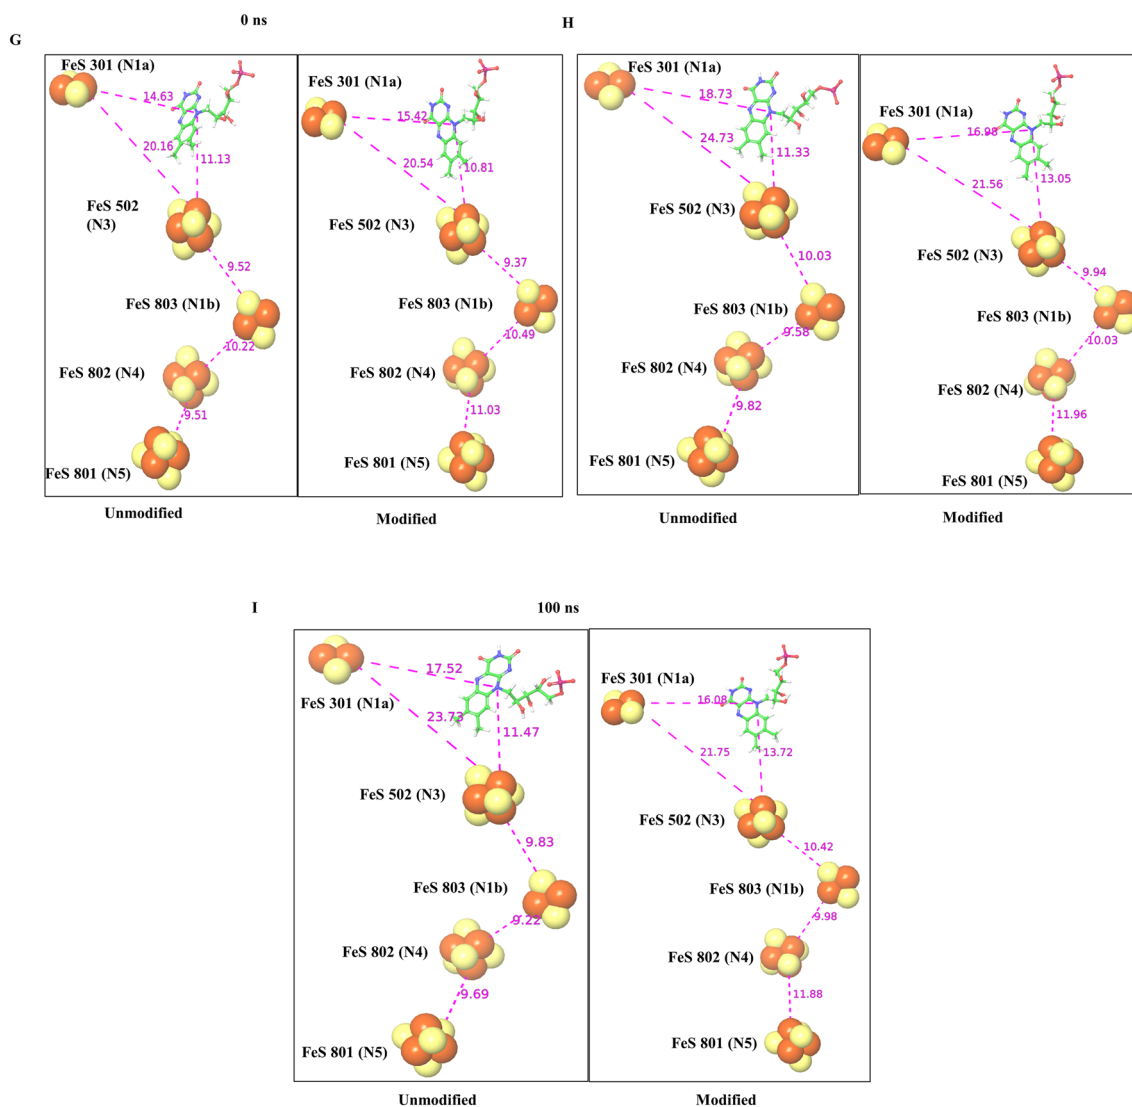 0 ns
G
H
FeS 301 (N1a)
14.63
20.16
11.13
FeS 502
(N3)
9.52
FeS 803 (N1b)
10.22
FeS 802 (N4)
9.51
FeS 801 (N5)
Unmodified
FeS 301 (N1a)
15.42
20.54
10.81
FeS 502 (N3)
9.37
FeS 803 (N1b)
10.49
FeS 802 (N4)
11.03
FeS 801 (N5)
Modified
FeS 301 (N1a)
18.73
24.73
11.33
FeS 502 (N3)
10.03
FeS 803 (N1b)
9.58
FeS 802 (N4)
9.82
FeS 801 (N5)
Unmodified
FeS 301 (N1a)
16.98
21.56
13.05
FeS 502 (N3)
9.94
FeS 803 (N1b)
10.03
FeS 802 (N4)
11.96
FeS 801 (N5)
Modified
I
100 ns
17.52
FeS 301 (N1a)
23.73
11.47
FeS 502 (N3)
9.83
FeS 803 (N1b)
9.22
FeS 802 (N4)
9.69
FeS 801 (N5)
Unmodified
FeS 301 (N1a)
16.08
21.75
13.72
FeS 502 (N3)
10.42
FeS 803 (N1b)
9.98
FeS 802 (N4)
11.88
FeS 801 (N5)
Modified